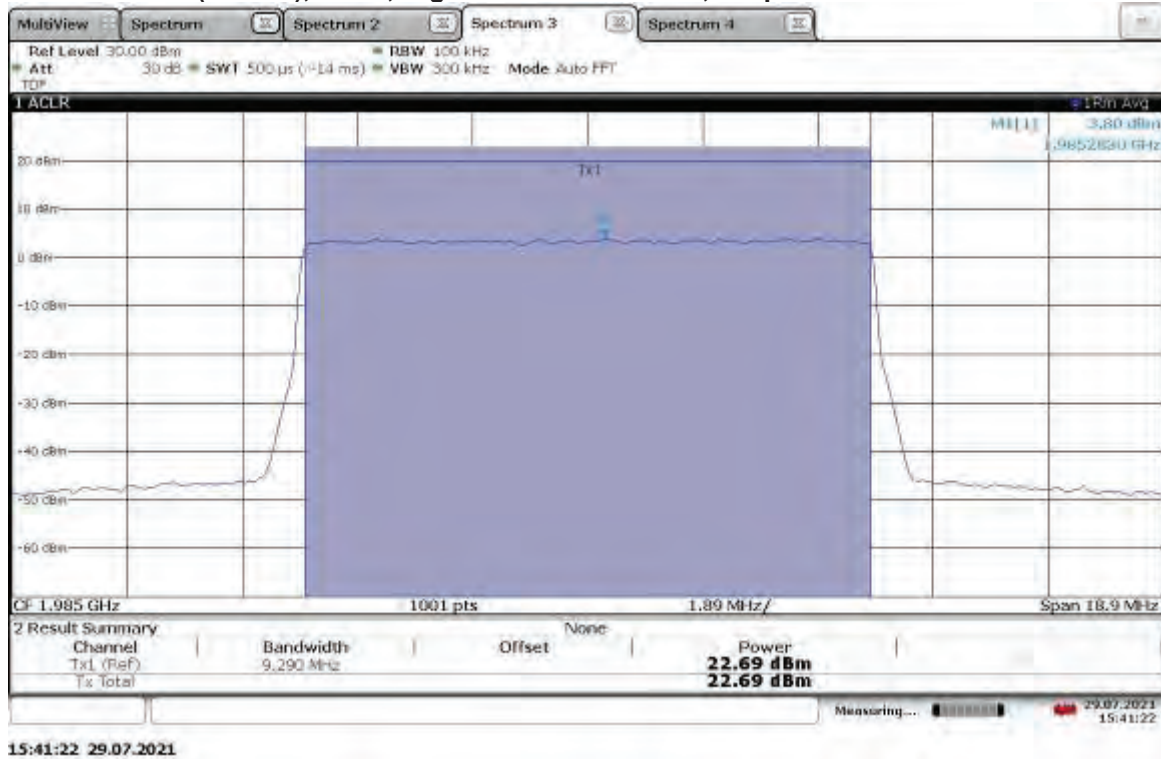 MultiView Spectrum Spectrum 2 Spectrum 3 Spectrum 4
Ref Level 30.00 dBm RBW 100 kHz
Att 30 dB SWT 500 µs (~14 ms) VBW 300 kHz Mode Auto FFT
TDF
1 ACLR 1Rm Avg
M1[1] 3.80 dBm
1.9852830 GHz
20 dBm
Tx1
10 dBm
0 dBm
-10 dBm
-20 dBm
-30 dBm
-40 dBm
-50 dBm
-60 dBm
CF 1.985 GHz 1001 pts 1.89 MHz/ Span 18.9 MHz
2 Result Summary None
Channel Bandwidth Offset Power
Tx1 (Ref) 9.290 MHz 22.69 dBm
Tx Total 22.69 dBm
Measuring... 29.07.2021
15:41:22
15:41:22 29.07.2021